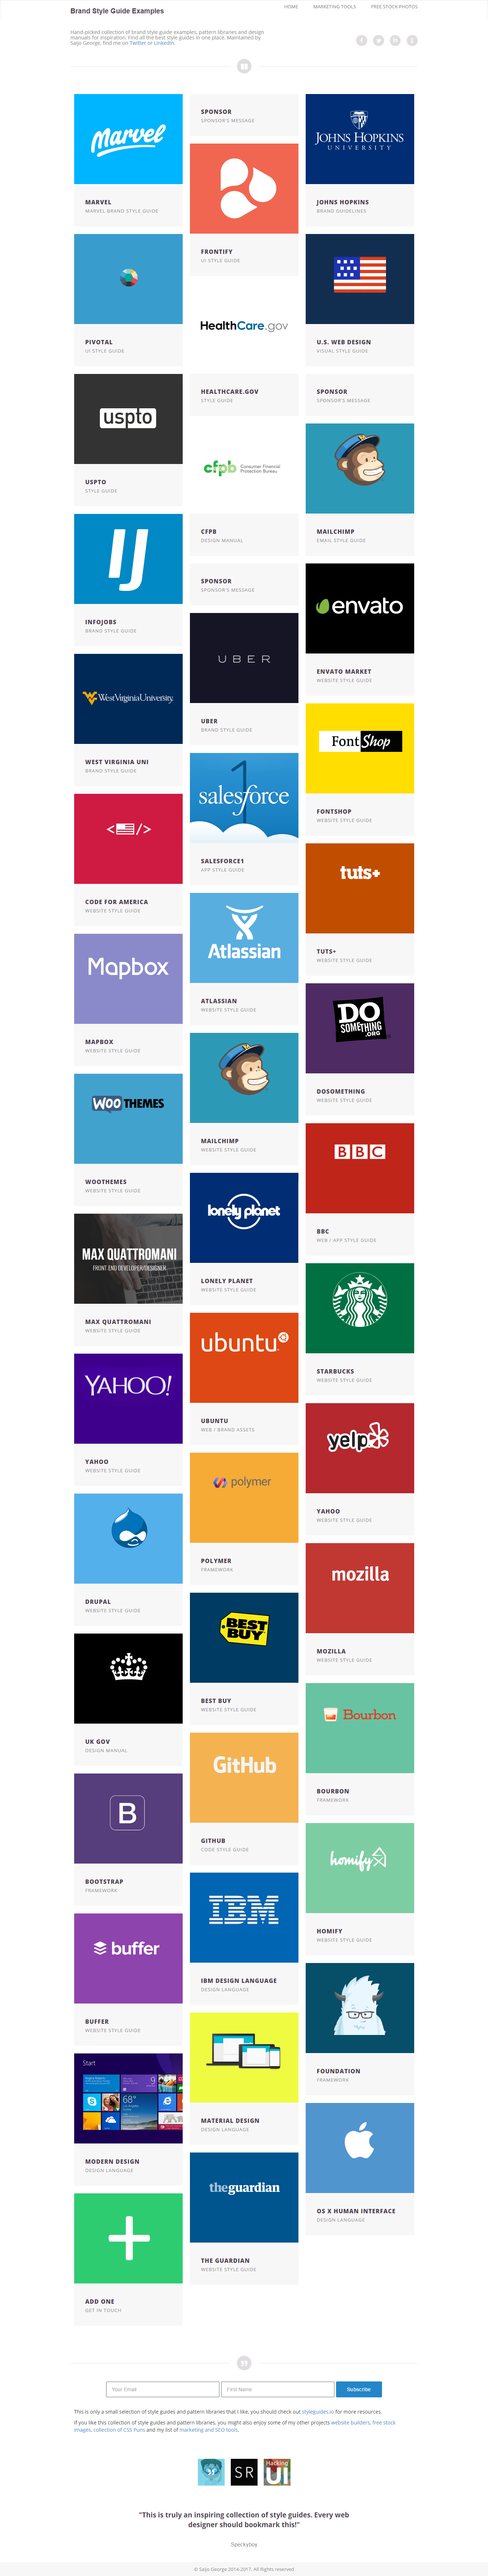 Brand Style Guide Examples
HOME
MARKETING TOOLS
FREE STOCK PHOTOS
Hand-picked collection of brand style guide examples, pattern libraries and design
manuals for inspiration. Find all the best style guides in one place. Maintained by
Saijo George, find me on Twitter or LinkedIn.
Marvel
MARVEL
MARVEL BRAND STYLE GUIDE
PIVOTAL
UI STYLE GUIDE
uspto
USPTO
STYLE GUIDE
IJ
INFOJOBS
BRAND STYLE GUIDE
WestVirginiaUniversity
WEST VIRGINIA UNI
BRAND STYLE GUIDE
CODE FOR AMERICA
WEBSITE STYLE GUIDE
Mapbox
MAPBOX
WEBSITE STYLE GUIDE
WOO THEMES
WOOTHEMES
WEBSITE STYLE GUIDE
MAX QUATTROMANI
FRONT-END DEVELOPER/DESIGNER
MAX QUATTROMANI
WEBSITE STYLE GUIDE
YAHOO!
YAHOO
WEBSITE STYLE GUIDE
DRUPAL
WEBSITE STYLE GUIDE
UK GOV
DESIGN MANUAL
B
BOOTSTRAP
FRAMEWORK
buffer
BUFFER
WEBSITE STYLE GUIDE
Start
68°
MODERN DESIGN
DESIGN LANGUAGE
+
ADD ONE
GET IN TOUCH
SPONSOR
SPONSOR'S MESSAGE
FRONTIFY
UI STYLE GUIDE
HealthCare.gov
HEALTHCARE.GOV
STYLE GUIDE
cfpb
Consumer Financial
Protection Bureau
CFPB
DESIGN MANUAL
SPONSOR
SPONSOR'S MESSAGE
UBER
UBER
BRAND STYLE GUIDE
salesforce
1
SALESFORCE1
APP STYLE GUIDE
Atlassian
ATLASSIAN
WEBSITE STYLE GUIDE
MAILCHIMP
WEBSITE STYLE GUIDE
lonely planet
LONELY PLANET
WEBSITE STYLE GUIDE
ubuntu
UBUNTU
WEB / BRAND ASSETS
polymer
POLYMER
FRAMEWORK
BEST
BUY
BEST BUY
WEBSITE STYLE GUIDE
GitHub
GITHUB
CODE STYLE GUIDE
IBM
IBM DESIGN LANGUAGE
DESIGN LANGUAGE
MATERIAL DESIGN
DESIGN LANGUAGE
theguardian
THE GUARDIAN
WEBSITE STYLE GUIDE
JOHNS HOPKINS
UNIVERSITY
JOHNS HOPKINS
BRAND GUIDELINES
U.S. WEB DESIGN
VISUAL STYLE GUIDE
SPONSOR
SPONSOR'S MESSAGE
MAILCHIMP
EMAIL STYLE GUIDE
envato
ENVATO MARKET
WEBSITE STYLE GUIDE
FontShop
FONTSHOP
WEBSITE STYLE GUIDE
tuts+
TUTS+
WEBSITE STYLE GUIDE
DO
SOMETHING
.ORG
DOSOMETHING
WEBSITE STYLE GUIDE
BBC
BBC
WEB / APP STYLE GUIDE
STARBUCKS
WEBSITE STYLE GUIDE
yelp
YAHOO
WEBSITE STYLE GUIDE
mozilla
MOZILLA
WEBSITE STYLE GUIDE
Bourbon
BOURBON
FRAMEWORK
homify
HOMIFY
WEBSITE STYLE GUIDE
FOUNDATION
FRAMEWORK
OS X HUMAN INTERFACE
DESIGN LANGUAGE
Your Email
First Name
Subscribe
This is only a small selection of style guides and pattern libraries that I like, you should check out styleguides.io for more resources.
If you like this collection of style guides and pattern libraries, you might also enjoy some of my other projects website builders, free stock
images, collection of CSS Puns and my list of marketing and SEO tools.
SR
Hacking
UI
"This is truly an inspiring collection of style guides. Every web
designer should bookmark this!"
Speckyboy
© Saijo George 2014-2017. All Rights reserved